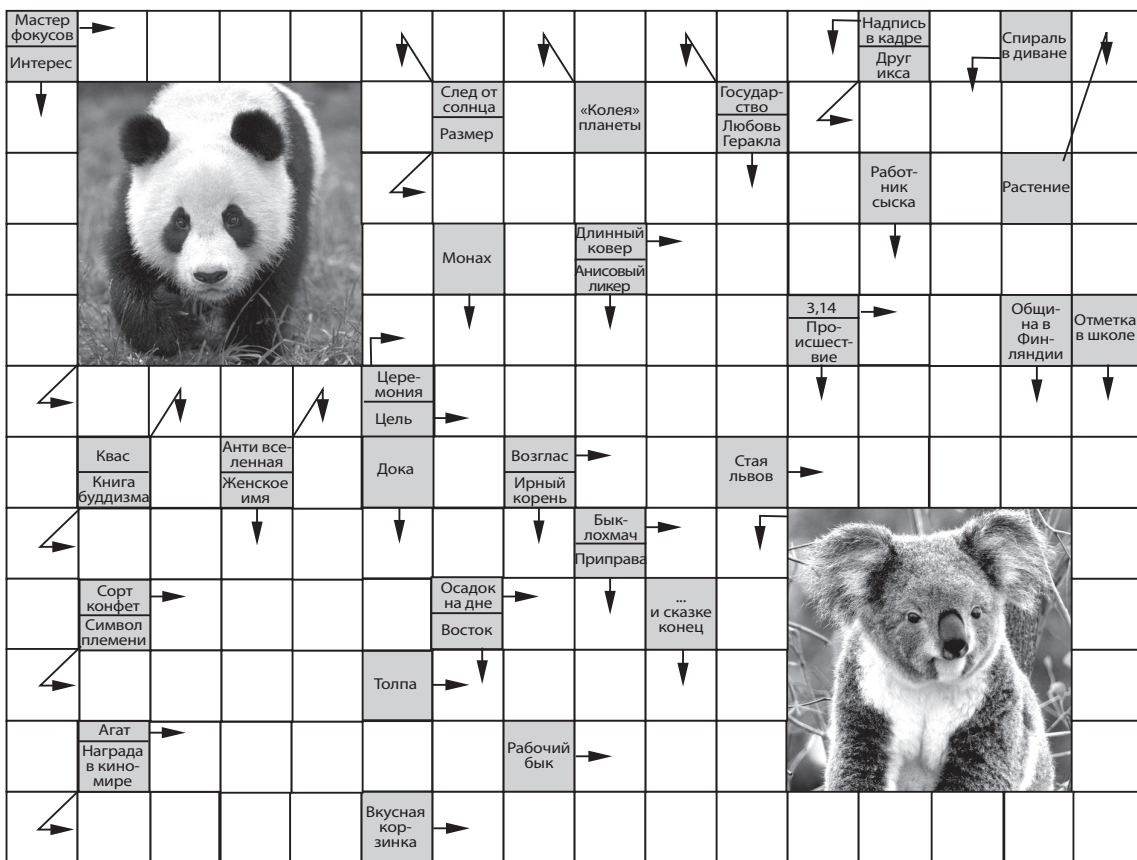 Мастер
фокусов
Интерес
Надпись
в кадре
Друг
икса
Спираль
в диване
След от
солнца
Размер
«Колея»
планеты
Государ-
ство
Любовь
Геракла
Работ-
ник
сыска
Растение
Монах
Длинный
ковер
Анисовый
ликер
3,14
Про-
исшест-
вие
Общи-
на в
Фин-
ляндии
Отметка
в школе
Цере-
мония
Цель
Квас
Книга
буддизма
Анти все-
ленная
Женское
имя
Дока
Возглас
Ирный
корень
Стая
львов
Бык-
лохмач
Приправа
Сорт
конфет
Символ
племени
Осадок
на дне
Восток
...
и сказке
конец
Толпа
Агат
Награда
в кино-
мире
Рабочий
бык
Вкусная
кор-
зинка